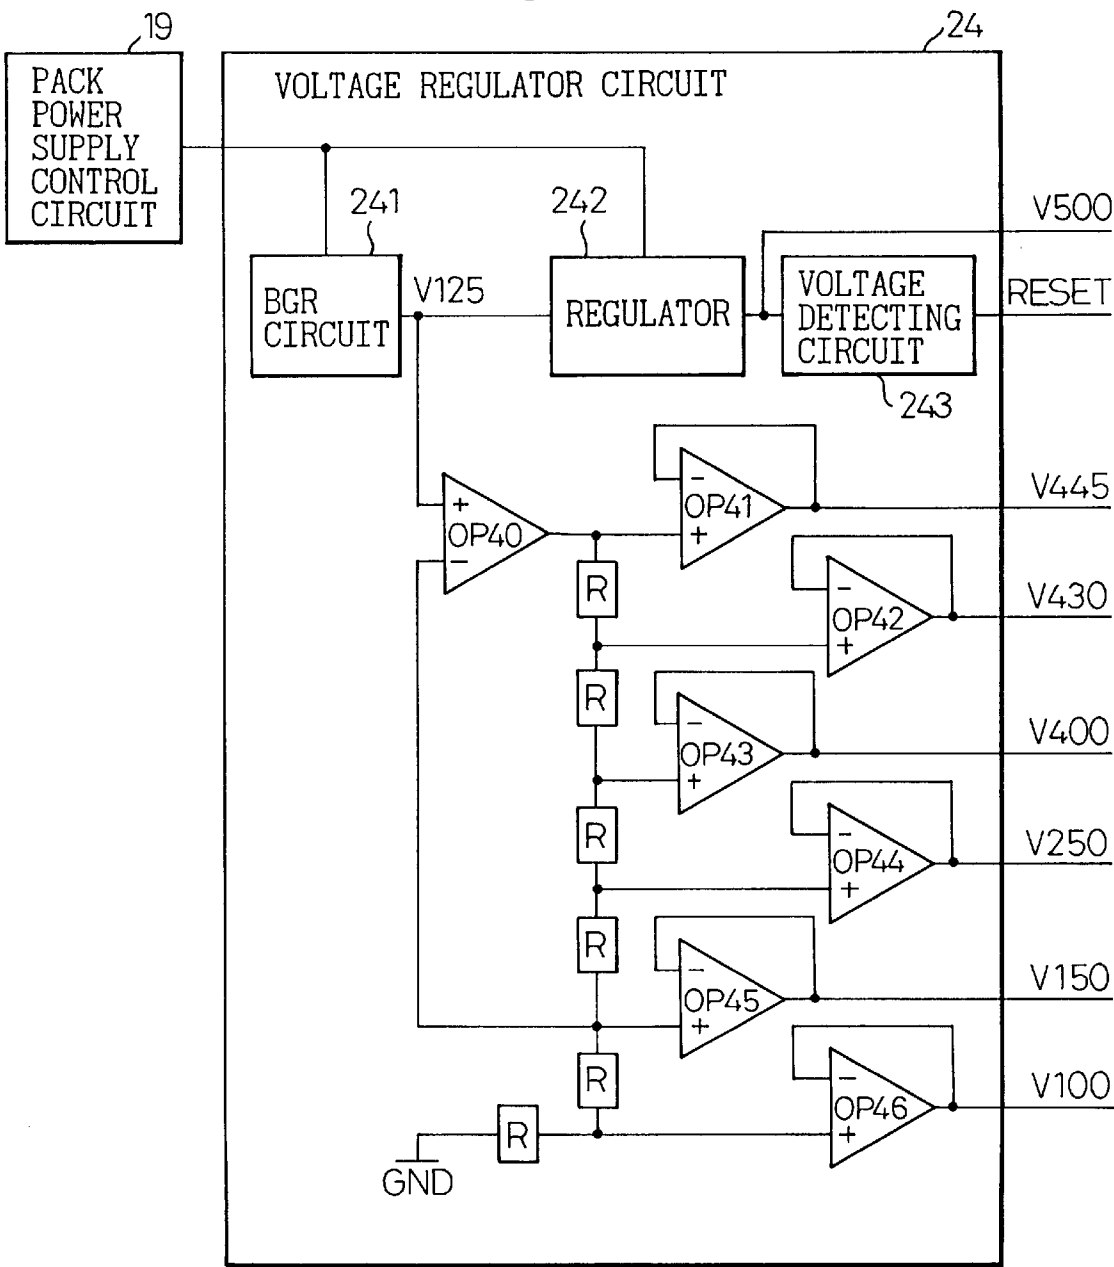 19
24
PACK
POWER
SUPPLY
CONTROL
CIRCUIT
VOLTAGE REGULATOR CIRCUIT
241
242
V500
BGR
CIRCUIT
V125
REGULATOR
VOLTAGE
DETECTING
CIRCUIT
RESET
243
+
OP40
-
-
OP41
+
V445
R
-
OP42
+
V430
R
-
OP43
+
V400
R
-
OP44
+
V250
R
-
OP45
+
V150
R
-
OP46
+
V100
R
GND